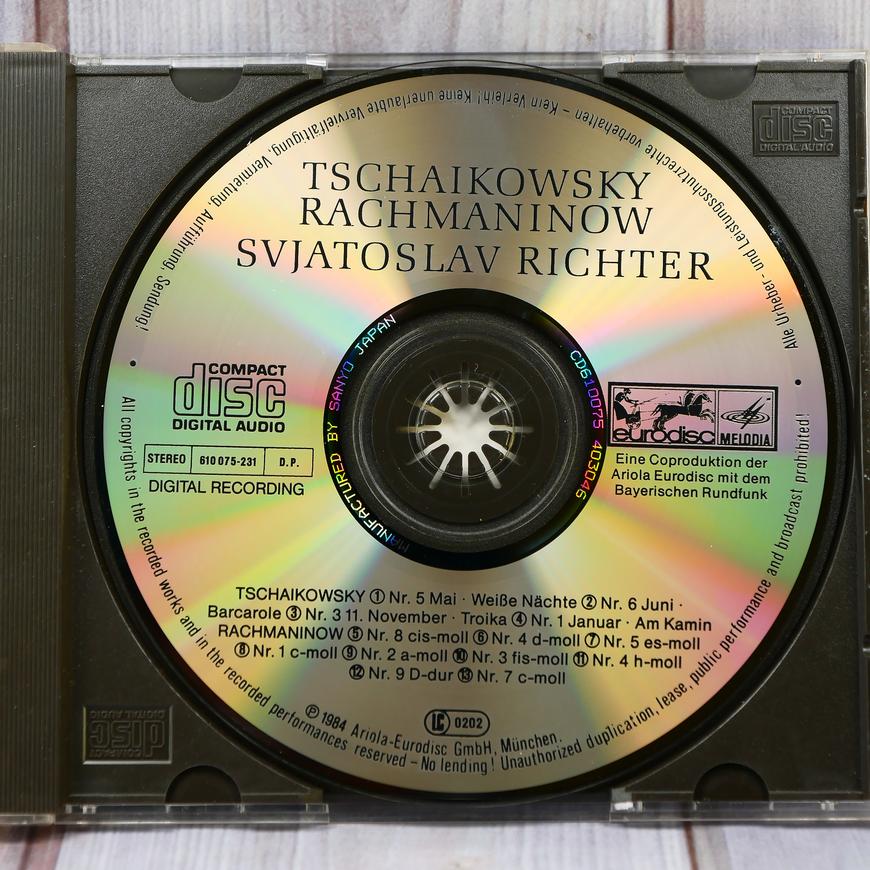 TSCHAIKOWSKY
RACHMANINOW
SVJATOSLAV RICHTER
Alle Urheber- und Leistungsschutzrechte vorbehalten – Kein Verleih! Keine unerlaubte Vervielfältigung, Vermietung, Aufführung, Sendung!
COMPACT
disc
DIGITAL AUDIO
STEREO 610 075-231 D. P.
DIGITAL RECORDING
MANUFACTURED BY SANYO JAPAN
CD610075 403046
eurodisc MELODIA
Eine Coproduktion der
Ariola Eurodisc mit dem
Bayerischen Rundfunk
TSCHAIKOWSKY ① Nr. 5 Mai · Weiße Nächte ② Nr. 6 Juni ·
Barcarole ③ Nr. 3 11. November · Troika ④ Nr. 1 Januar · Am Kamin
RACHMANINOW ⑤ Nr. 8 cis-moll ⑥ Nr. 4 d-moll ⑦ Nr. 5 es-moll
⑧ Nr. 1 c-moll ⑨ Nr. 2 a-moll ⑩ Nr. 3 fis-moll ⑪ Nr. 4 h-moll
⑫ Nr. 9 D-dur ⑬ Nr. 7 c-moll
LC 0202
℗ 1984 Ariola-Eurodisc GmbH, München.
All copyrights in the recorded works and in the recorded performances reserved – No lending! Unauthorized duplication, lease, public performance and broadcast prohibited!
COMPACT
disc
DIGITAL AUDIO
COMPACT
disc
DIGITAL AUDIO